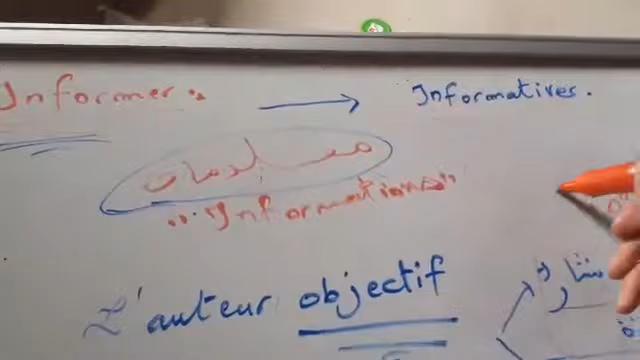 Informer : → Informatives.
معلومات
"Informations"
L'auteur objectif